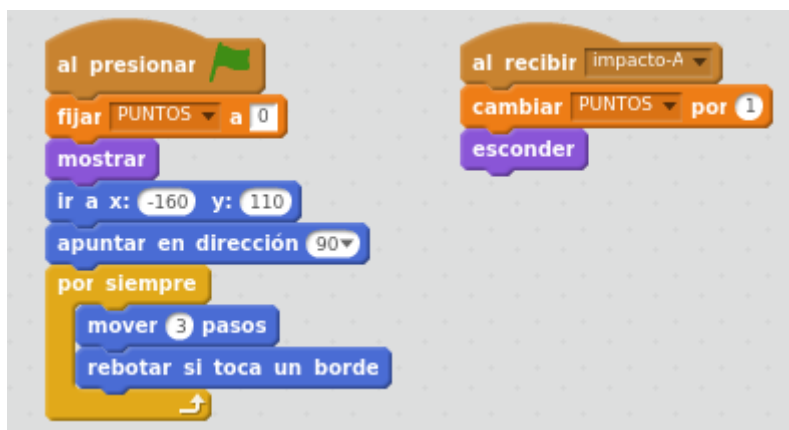 al presionar
fijar PUNTOS a 0
mostrar
ir a x: -160 y: 110
apuntar en dirección 90
por siempre
mover 3 pasos
rebotar si toca un borde
al recibir impacto-A
cambiar PUNTOS por 1
esconder